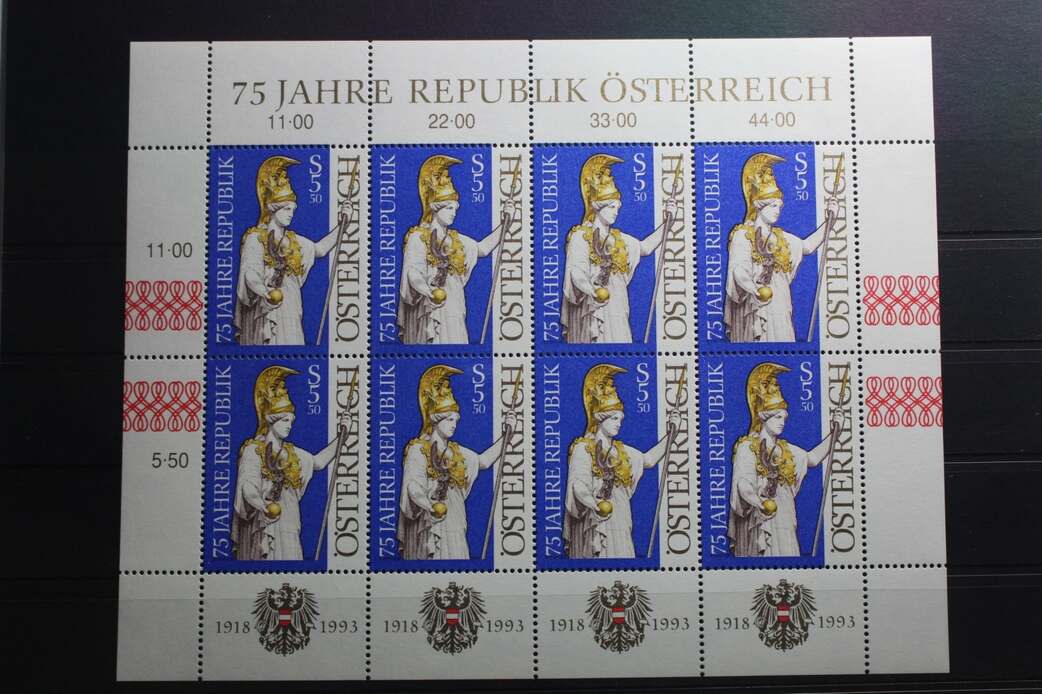 75 JAHRE REPUBLIK ÖSTERREICH
11·00 22·00 33·00 44·00
75 JAHRE REPUBLIK
S 5 50
ÖSTERREICH
75 JAHRE REPUBLIK
S 5 50
ÖSTERREICH
75 JAHRE REPUBLIK
S 5 50
ÖSTERREICH
75 JAHRE REPUBLIK
S 5 50
ÖSTERREICH
11·00
75 JAHRE REPUBLIK
S 5 50
ÖSTERREICH
75 JAHRE REPUBLIK
S 5 50
ÖSTERREICH
75 JAHRE REPUBLIK
S 5 50
ÖSTERREICH
75 JAHRE REPUBLIK
S 5 50
ÖSTERREICH
5·50
1918 1993 1918 1993 1918 1993 1918 1993